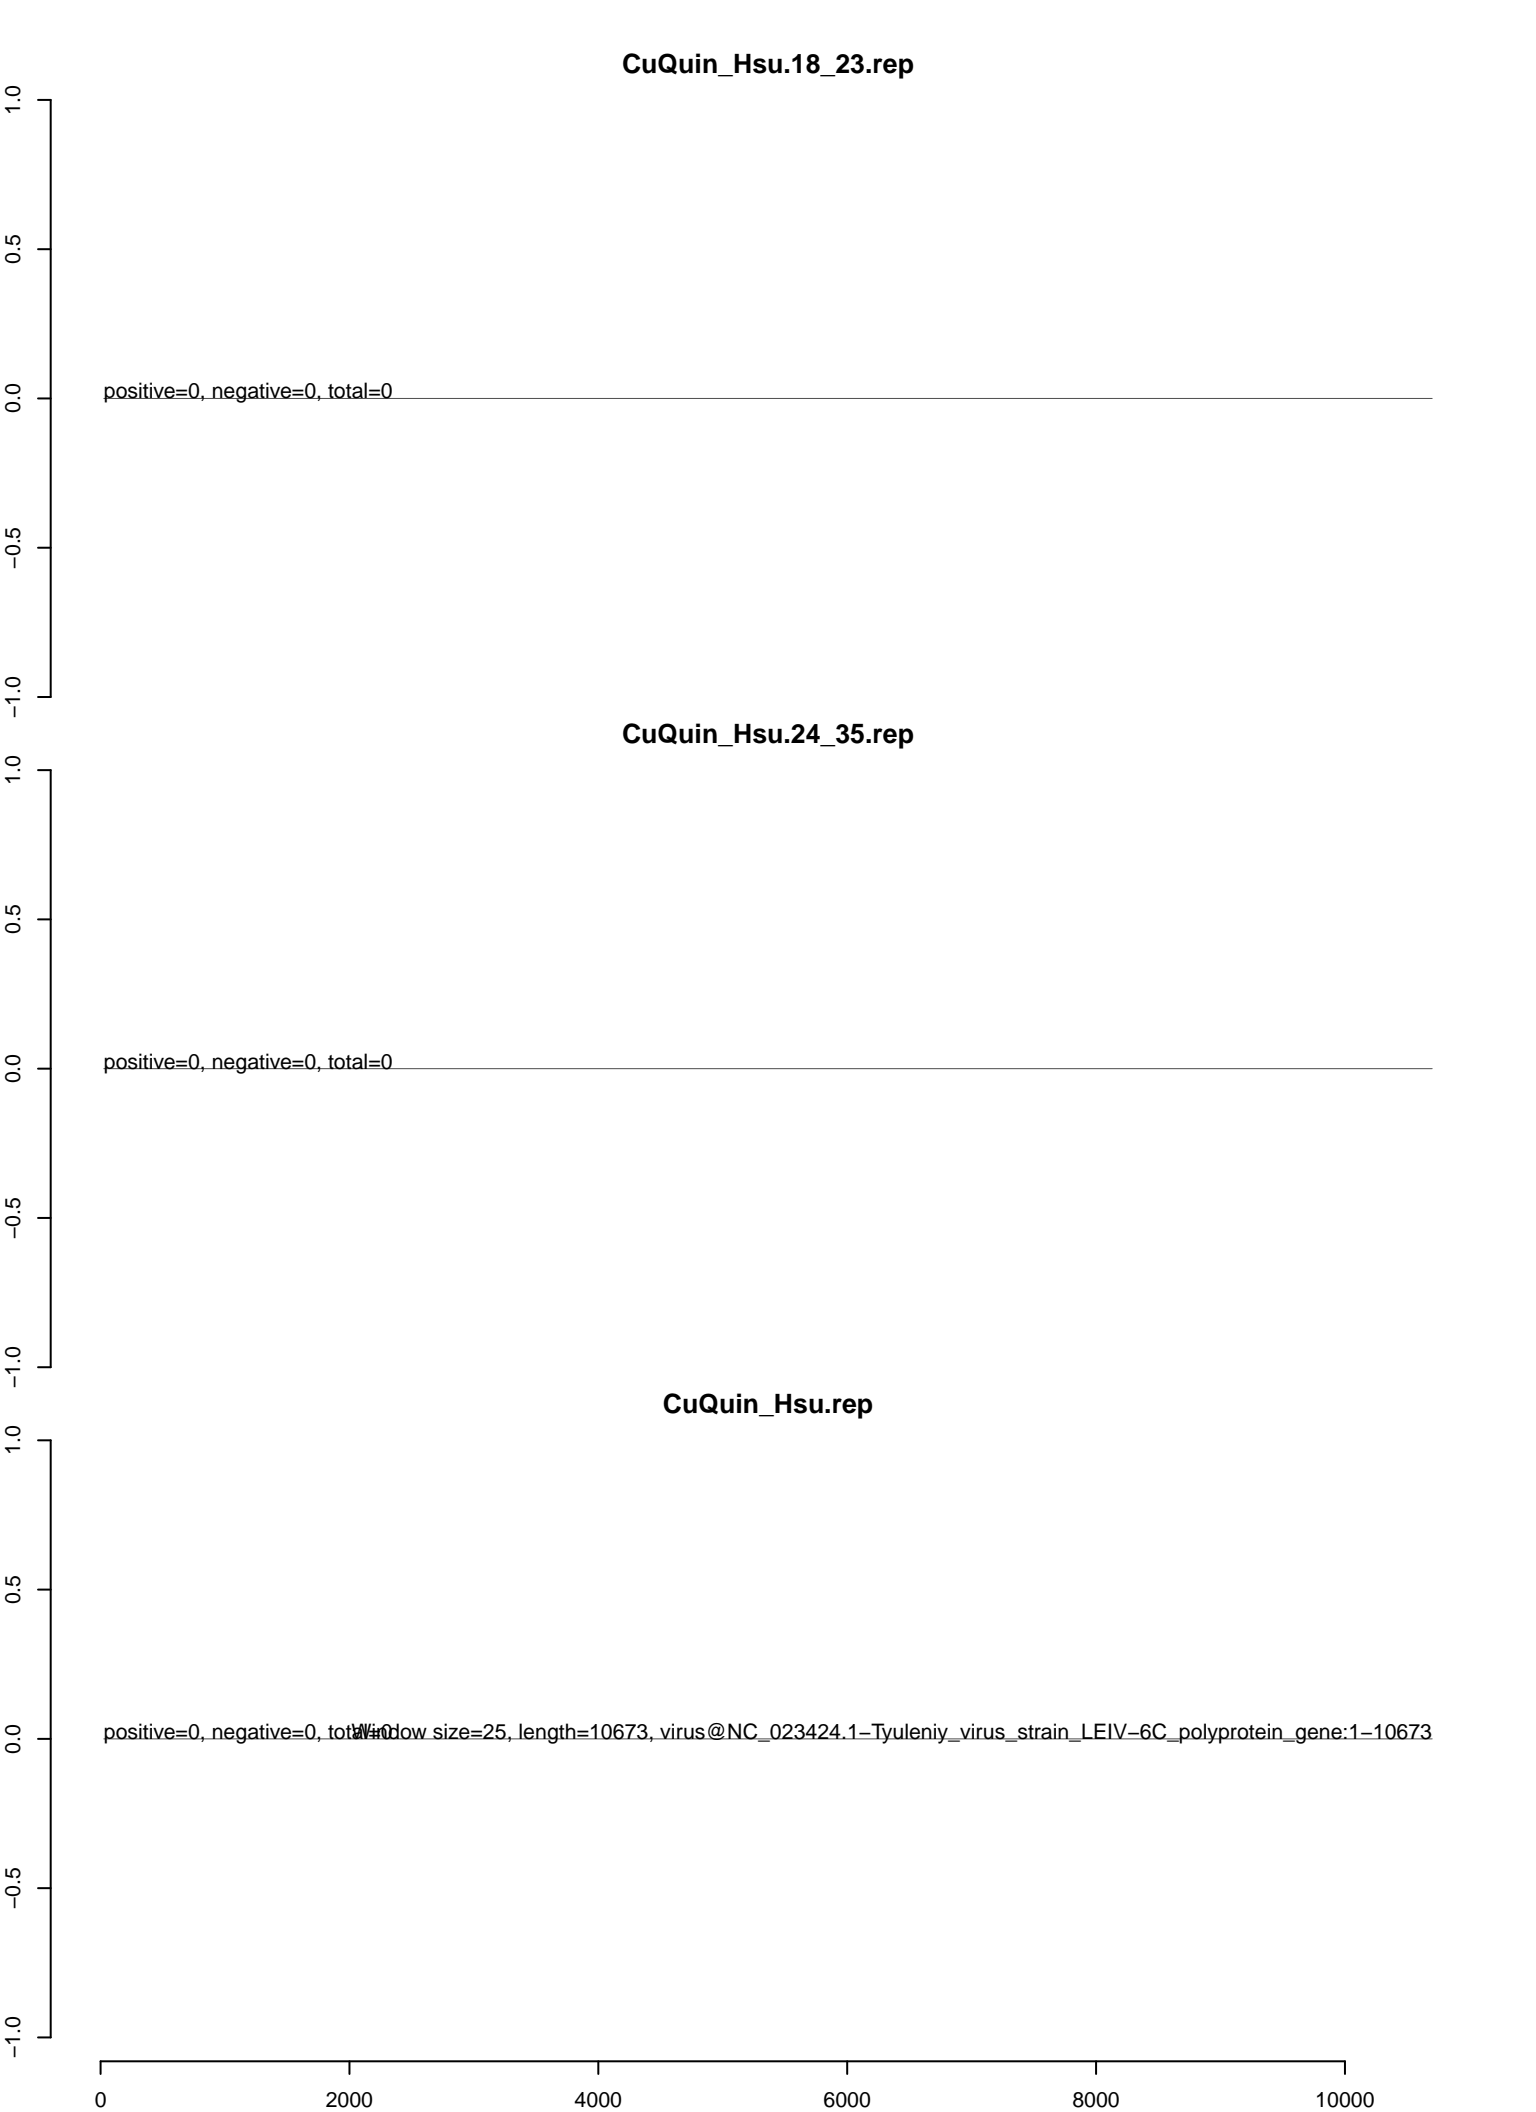 CuQuin_Hsu.18_23.rep
1.0
0.5
0.0
−0.5
−1.0
positive=0, negative=0, total=0
CuQuin_Hsu.24_35.rep
1.0
0.5
0.0
−0.5
−1.0
positive=0, negative=0, total=0
CuQuin_Hsu.rep
1.0
0.5
0.0
−0.5
−1.0
positive=0, negative=0, total=0
Window size=25, length=10673, virus@NC_023424.1−Tyuleniy_virus_strain_LEIV−6C_polyprotein_gene:1−10673
0 2000 4000 6000 8000 10000